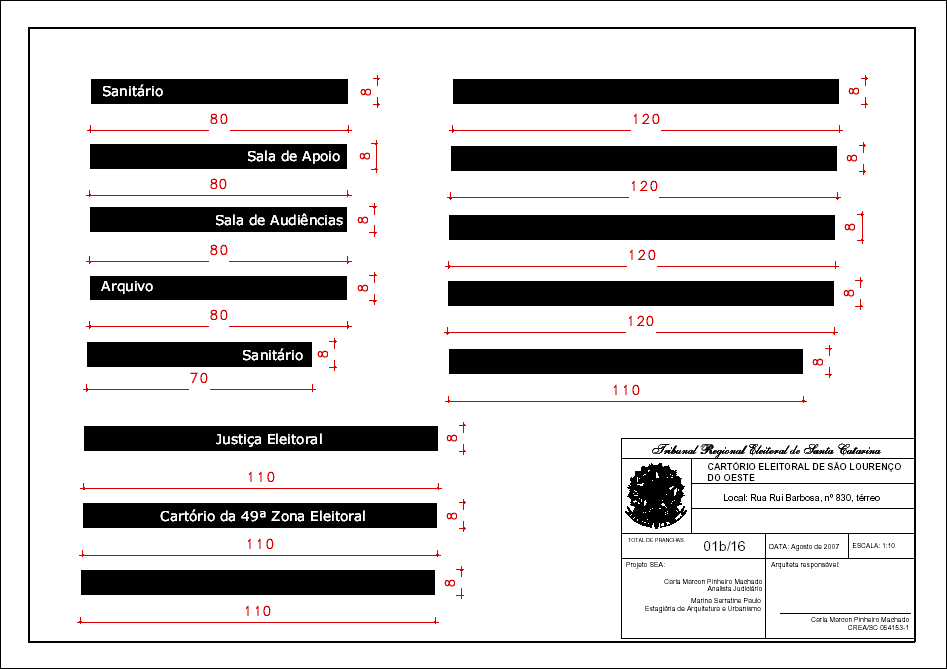 Sanitário
8
80
Sala de Apoio
8
80
Sala de Audiências
8
80
Arquivo
8
80
Sanitário
8
70
Justiça Eleitoral
8
110
Cartório da 49ª Zona Eleitoral
8
110
8
110
8
120
8
120
8
120
8
120
8
110
Tribunal Regional Eleitoral de Santa Catarina
CARTÓRIO ELEITORAL DE SÃO LOURENÇO
DO OESTE
Local: Rua Rui Barbosa, nº 830, térreo
TOTAL DE PRANCHAS
01b/16
DATA: Agosto de 2007
ESCALA: 1:10
Projeto SEA:
Carla Mercon Pinheiro Machado
Analista Judiciário
Marina Serratine Paulo
Estagiária de Arquitetura e Urbanismo
Arquiteta responsável:
Carla Mercon Pinheiro Machado
CREA/SC 054153-1